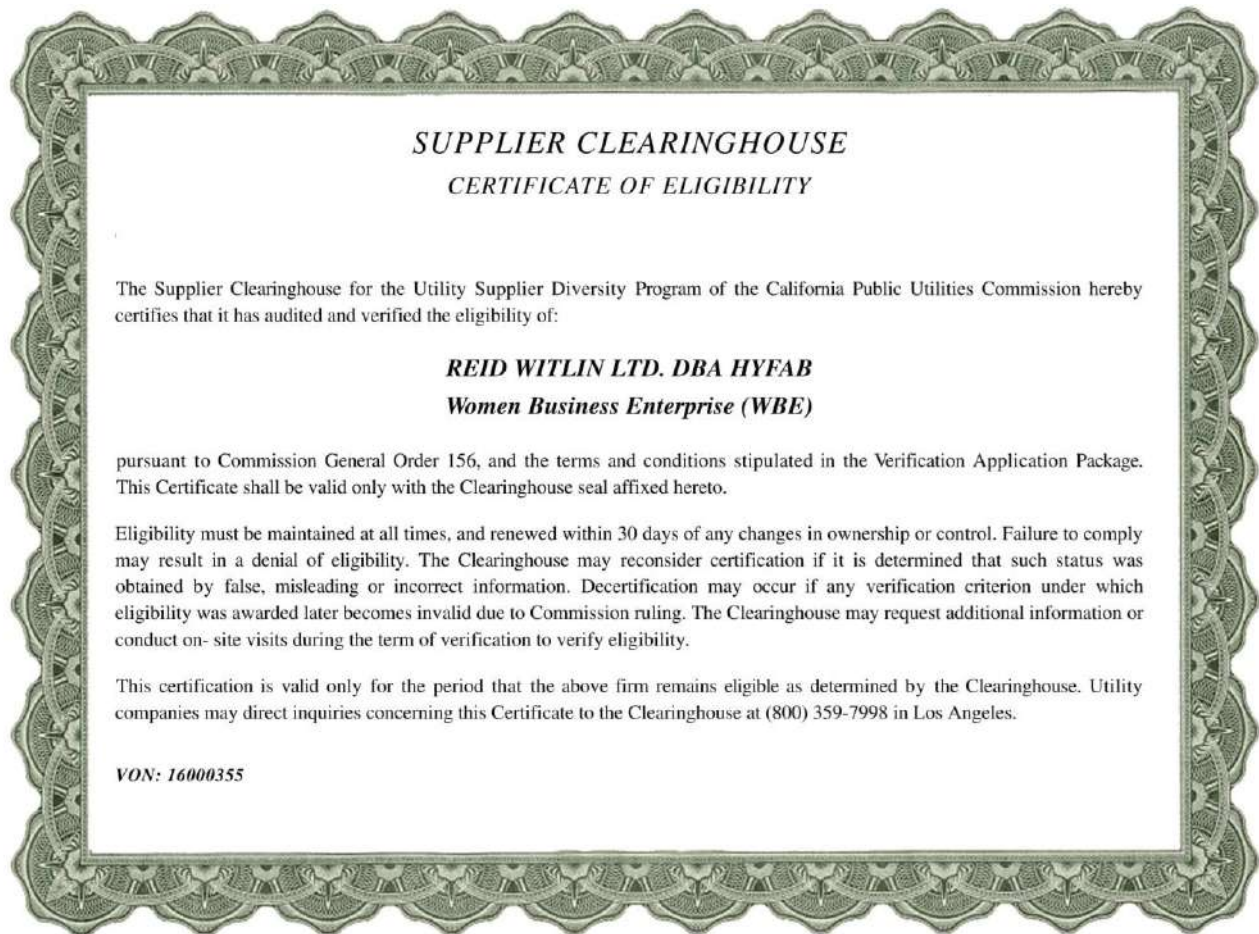 SUPPLIER CLEARINGHOUSE
CERTIFICATE OF ELIGIBILITY
The Supplier Clearinghouse for the Utility Supplier Diversity Program of the California Public Utilities Commission hereby
certifies that it has audited and verified the eligibility of:
REID WITLIN LTD. DBA HYFAB
Women Business Enterprise (WBE)
pursuant to Commission General Order 156, and the terms and conditions stipulated in the Verification Application Package.
This Certificate shall be valid only with the Clearinghouse seal affixed hereto.
Eligibility must be maintained at all times, and renewed within 30 days of any changes in ownership or control. Failure to comply
may result in a denial of eligibility. The Clearinghouse may reconsider certification if it is determined that such status was
obtained by false, misleading or incorrect information. Decertification may occur if any verification criterion under which
eligibility was awarded later becomes invalid due to Commission ruling. The Clearinghouse may request additional information or
conduct on- site visits during the term of verification to verify eligibility.
This certification is valid only for the period that the above firm remains eligible as determined by the Clearinghouse. Utility
companies may direct inquiries concerning this Certificate to the Clearinghouse at (800) 359-7998 in Los Angeles.
VON: 16000355